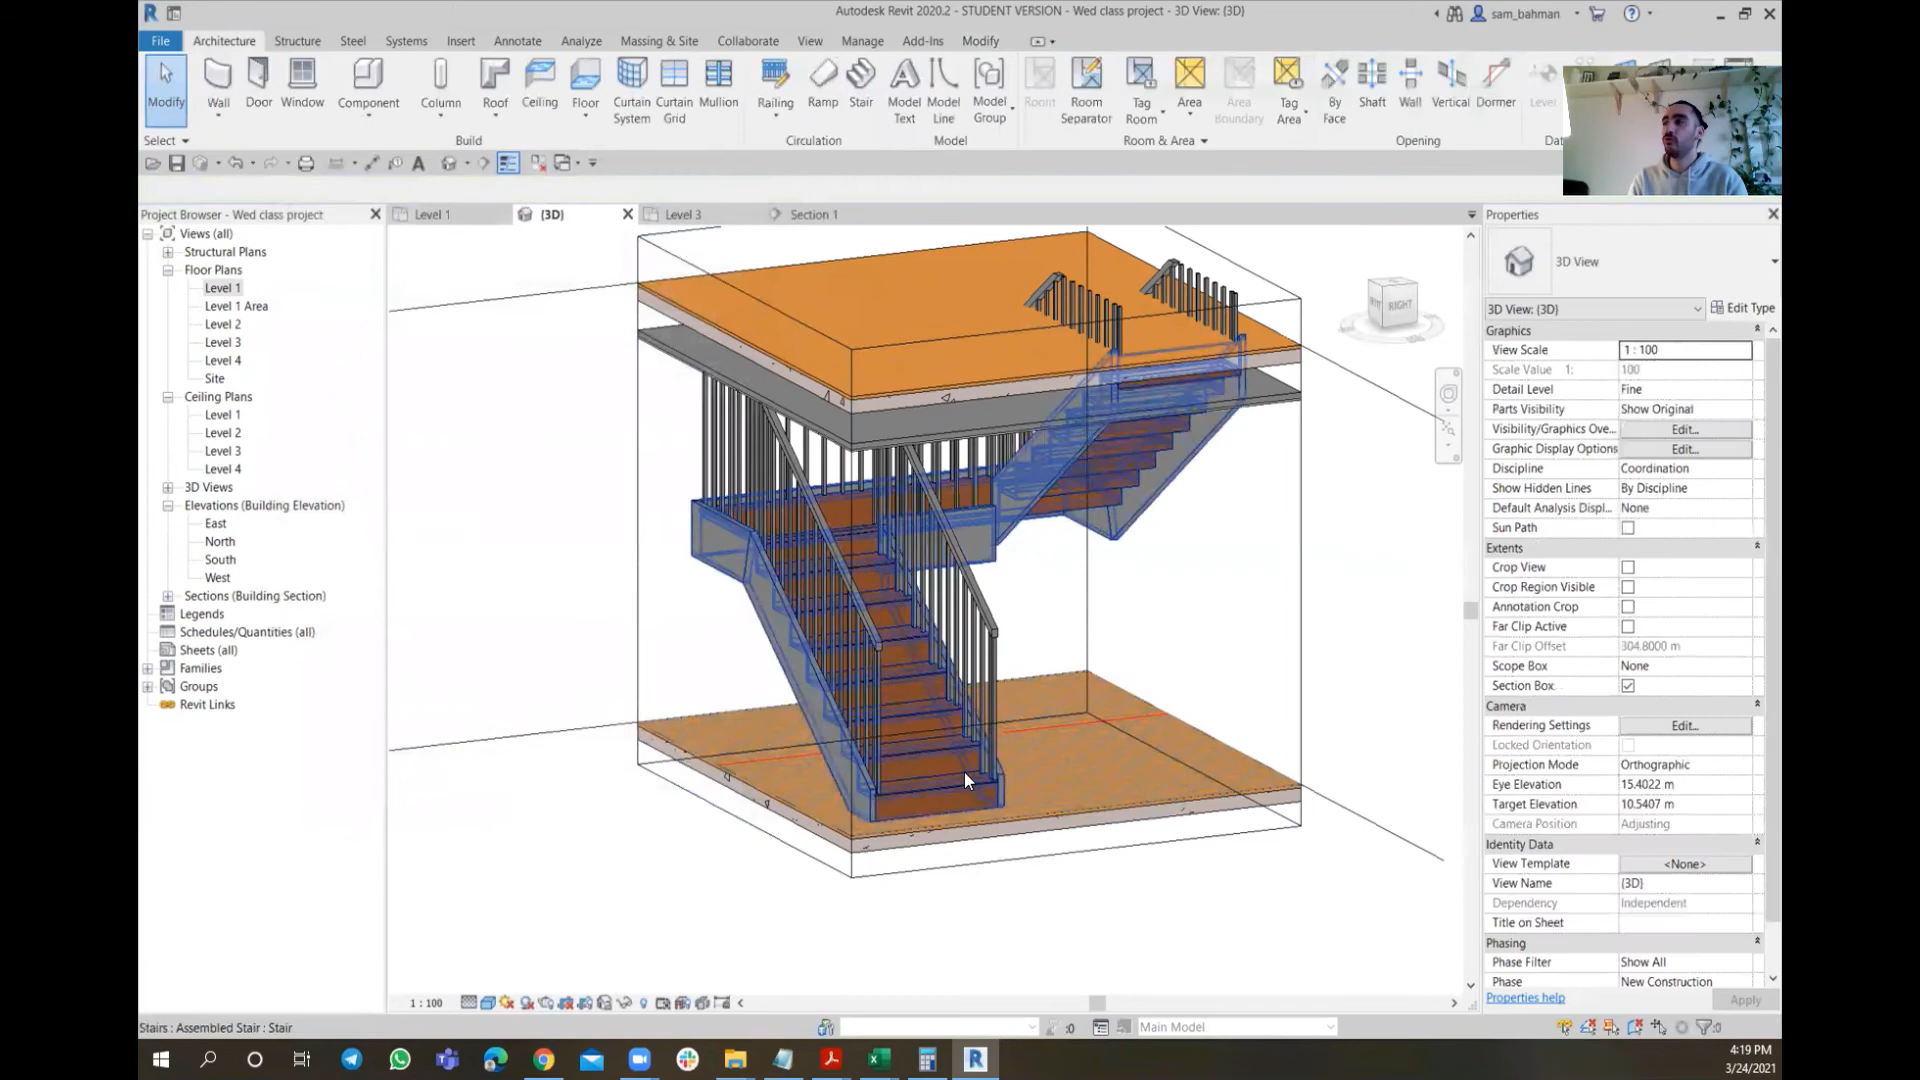 Autodesk Revit 2020.2 - STUDENT VERSION - Wed class project - 3D View: {3D}
sam_bahman
File Architecture Structure Steel Systems Insert Annotate Analyze Massing & Site Collaborate View Manage Add-Ins Modify
Modify Wall Door Window Component Column Roof Ceiling Floor Curtain System Curtain Grid Mullion Railing Ramp Stair Model Text Model Line Model Group Room Room Separator Tag Room Area Area Boundary Tag Area By Face Shaft Wall Vertical Dormer Level
Select Build Circulation Model Room & Area Opening
Project Browser - Wed class project
Level 1 {3D} Level 3 Section 1
Properties
Views (all)
Structural Plans
Floor Plans
Level 1
Level 1 Area
Level 2
Level 3
Level 4
Site
Ceiling Plans
Level 1
Level 2
Level 3
Level 4
3D Views
Elevations (Building Elevation)
East
North
South
West
Sections (Building Section)
Legends
Schedules/Quantities (all)
Sheets (all)
Families
Groups
Revit Links
RIGHT
3D View
3D View: {3D} Edit Type
Graphics
View Scale 1 : 100
Scale Value 1: 100
Detail Level Fine
Parts Visibility Show Original
Visibility/Graphics Ove... Edit...
Graphic Display Options Edit...
Discipline Coordination
Show Hidden Lines By Discipline
Default Analysis Displ... None
Sun Path
Extents
Crop View
Crop Region Visible
Annotation Crop
Far Clip Active
Far Clip Offset 304.8000 m
Scope Box None
Section Box
Camera
Rendering Settings Edit...
Locked Orientation
Projection Mode Orthographic
Eye Elevation 15.4022 m
Target Elevation 10.5407 m
Camera Position Adjusting
Identity Data
View Template <None>
View Name {3D}
Dependency Independent
Title on Sheet
Phasing
Phase Filter Show All
Phase New Construction
Properties help Apply
1 : 100
Stairs : Assembled Stair : Stair
:0 Main Model :0
4:19 PM
3/24/2021